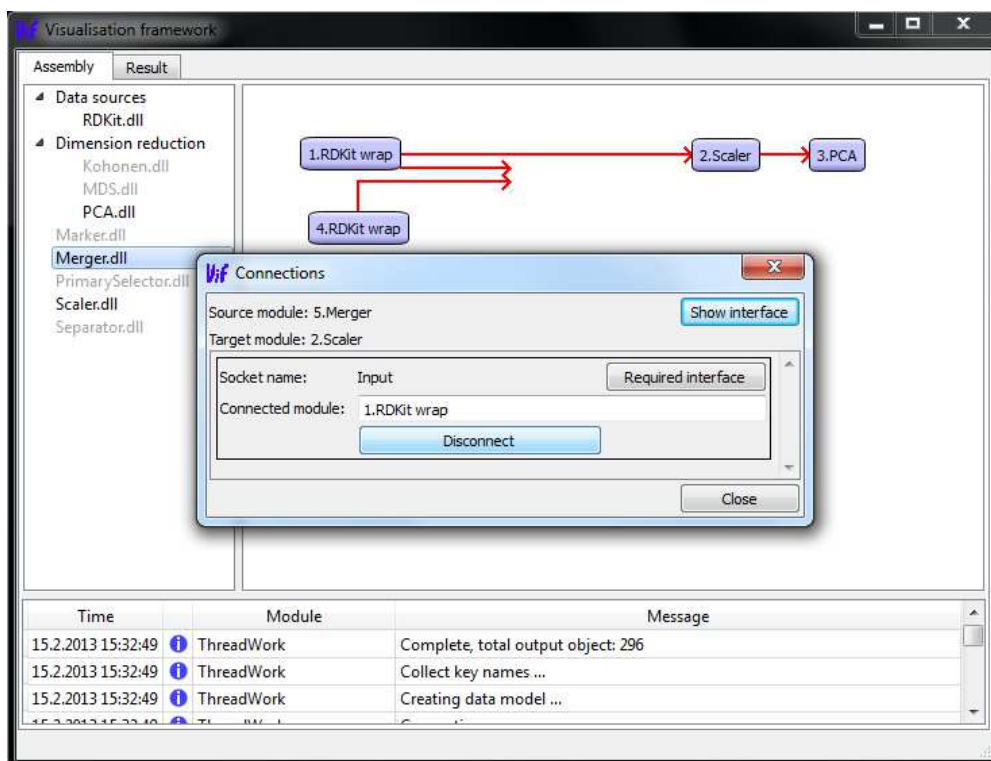 Vif Visualisation framework
Assembly
Result
Data sources
RDKit.dll
Dimension reduction
Kohonen.dll
MDS.dll
PCA.dll
Marker.dll
Merger.dll
PrimarySelector.dll
Scaler.dll
Separator.dll
1.RDKit wrap
2.Scaler
3.PCA
4.RDKit wrap
Vif Connections
Source module: 5.Merger
Show interface
Target module: 2.Scaler
Socket name: Input
Required interface
Connected module: 1.RDKit wrap
Disconnect
Close
Time Module Message
15.2.2013 15:32:49 ThreadWork Complete, total output object: 296
15.2.2013 15:32:49 ThreadWork Collect key names ...
15.2.2013 15:32:49 ThreadWork Creating data model ...